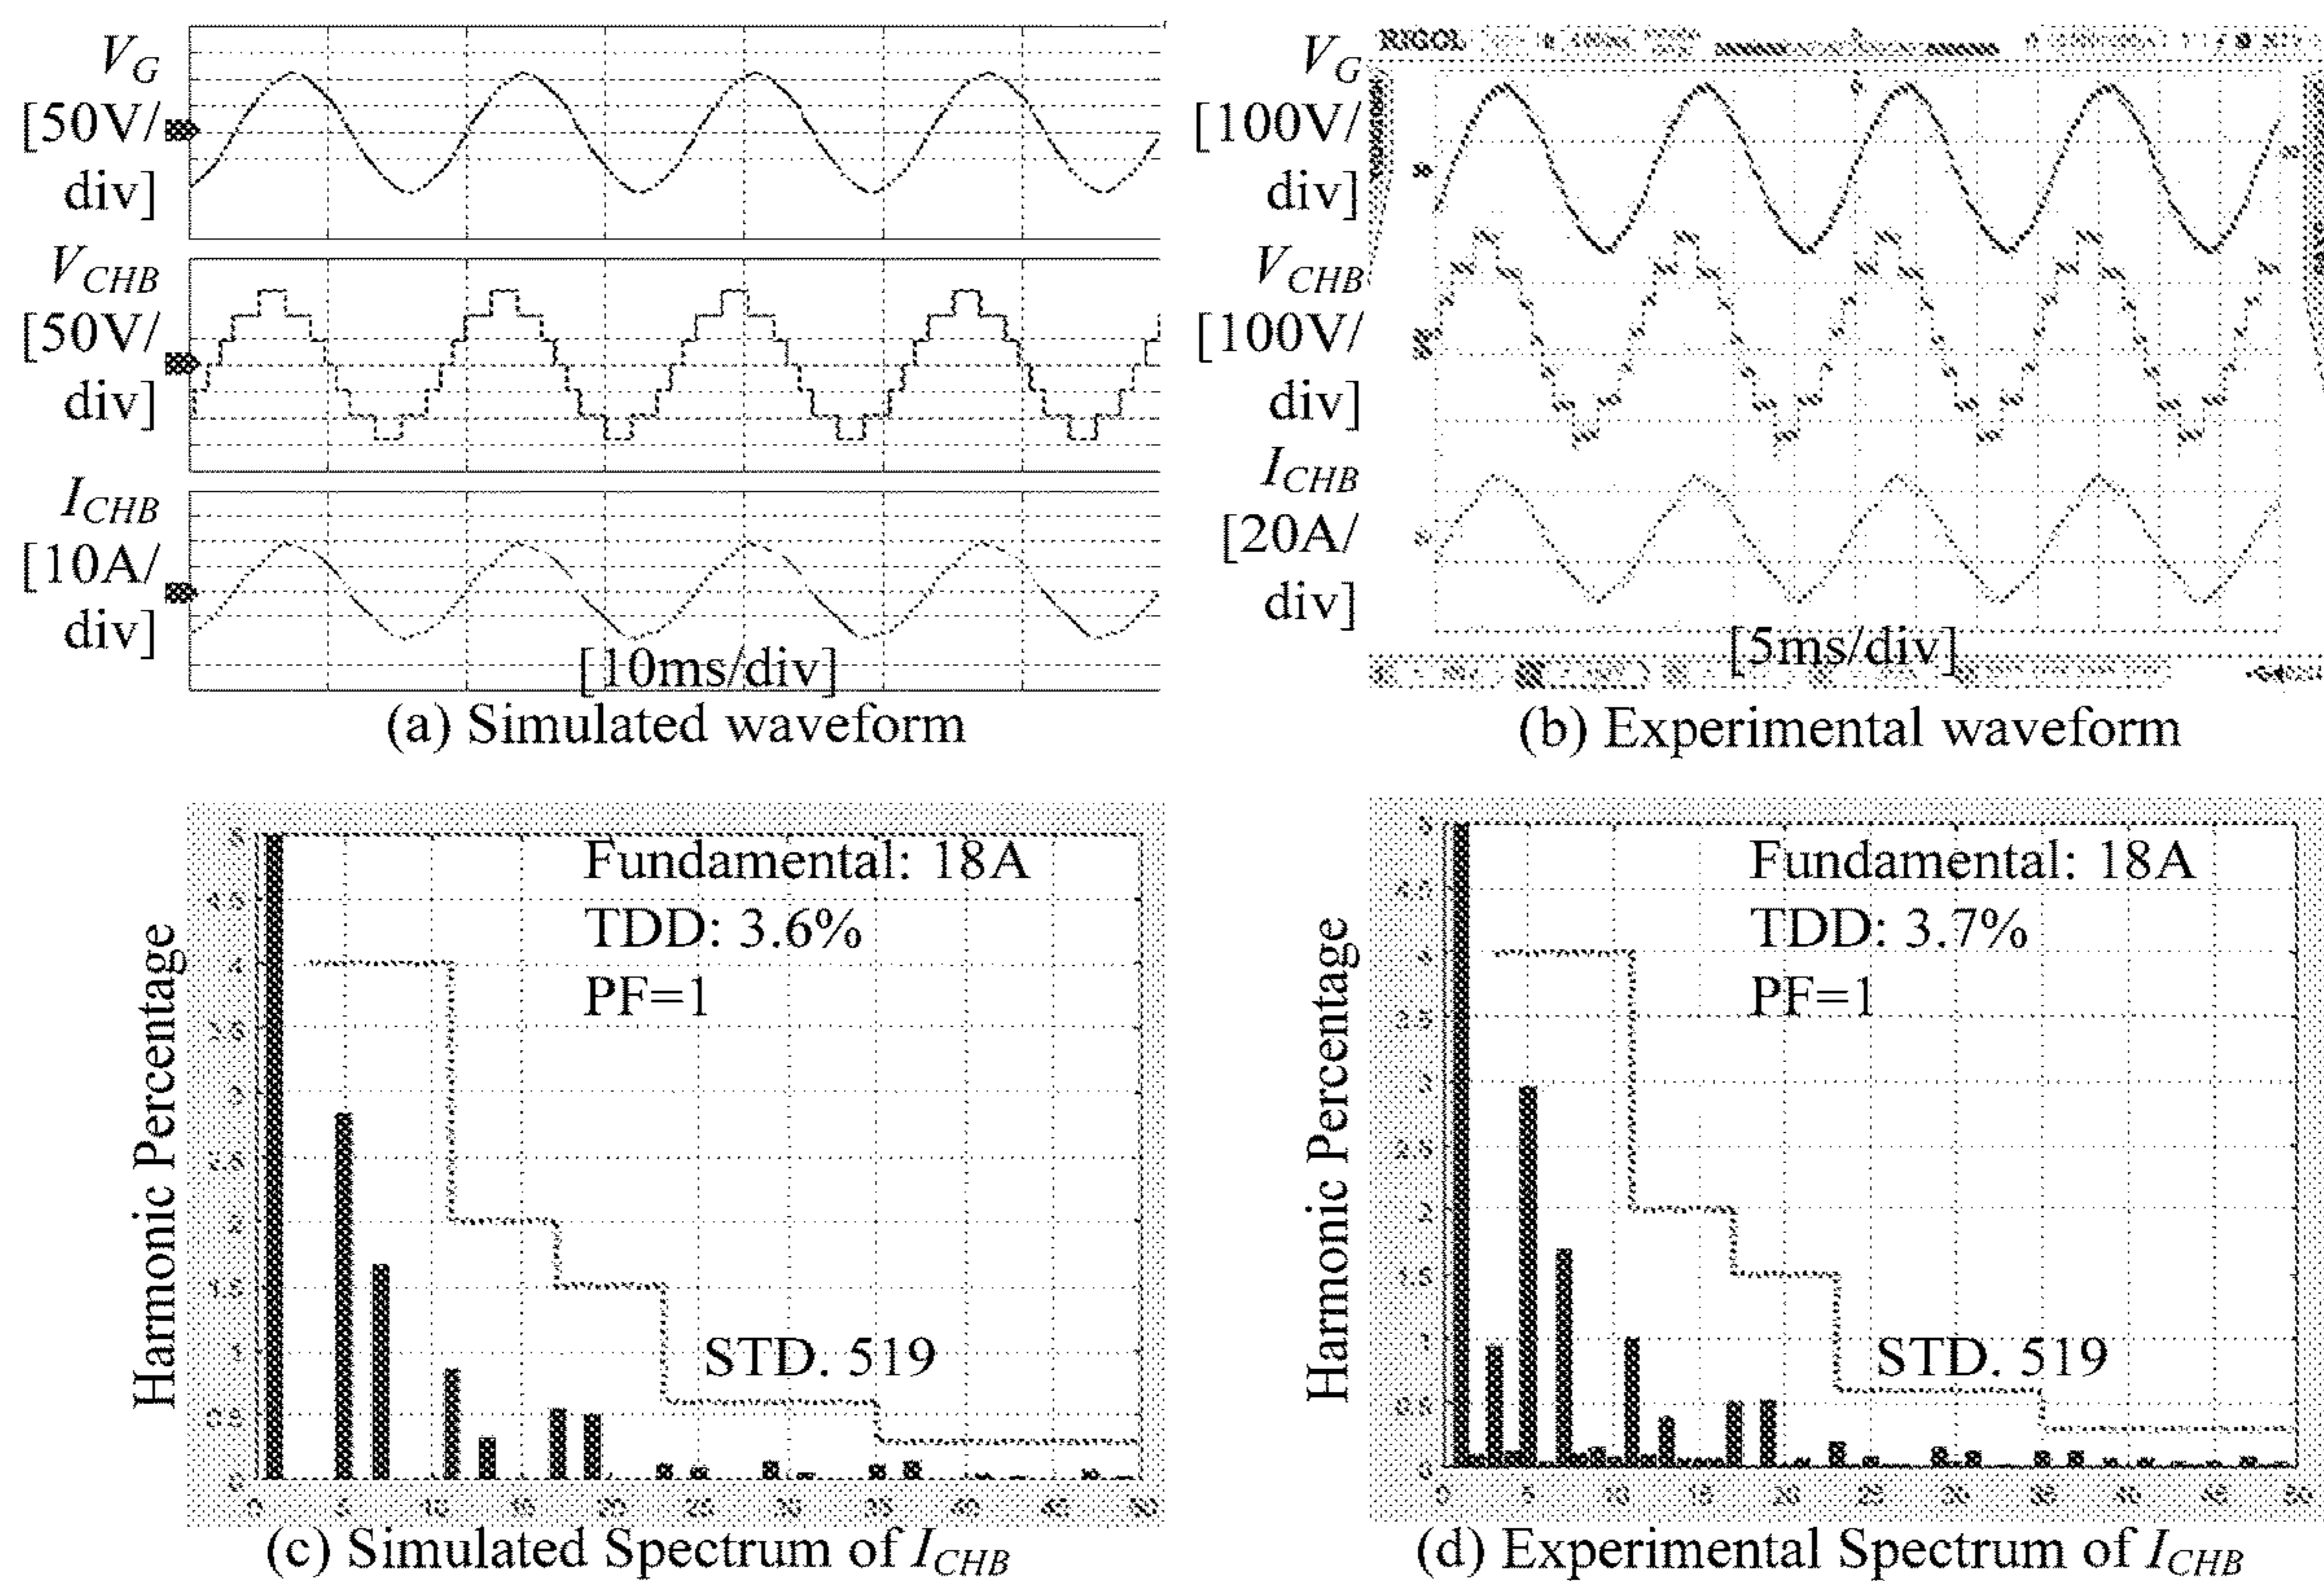 V_G
[50V/
div]
V_CHB
[50V/
div]
I_CHB
[10A/
div]
[10ms/div]
(a) Simulated waveform
RIGOL
V_G
[100V/
div]
V_CHB
[100V/
div]
I_CHB
[20A/
div]
[5ms/div]
(b) Experimental waveform
Harmonic Percentage
Fundamental: 18A
TDD: 3.6%
PF=1
STD. 519
(c) Simulated Spectrum of I_CHB
Harmonic Percentage
Fundamental: 18A
TDD: 3.7%
PF=1
STD. 519
(d) Experimental Spectrum of I_CHB